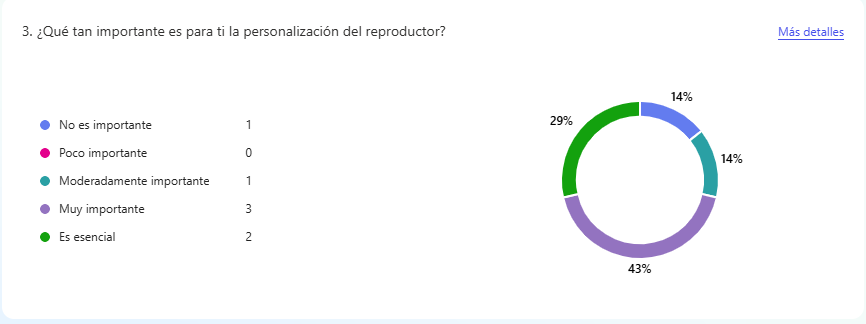 3. ¿Qué tan importante es para ti la personalización del reproductor?
Más detalles
No es importante 1
Poco importante 0
Moderadamente importante 1
Muy importante 3
Es esencial 2
14%
29%
14%
43%